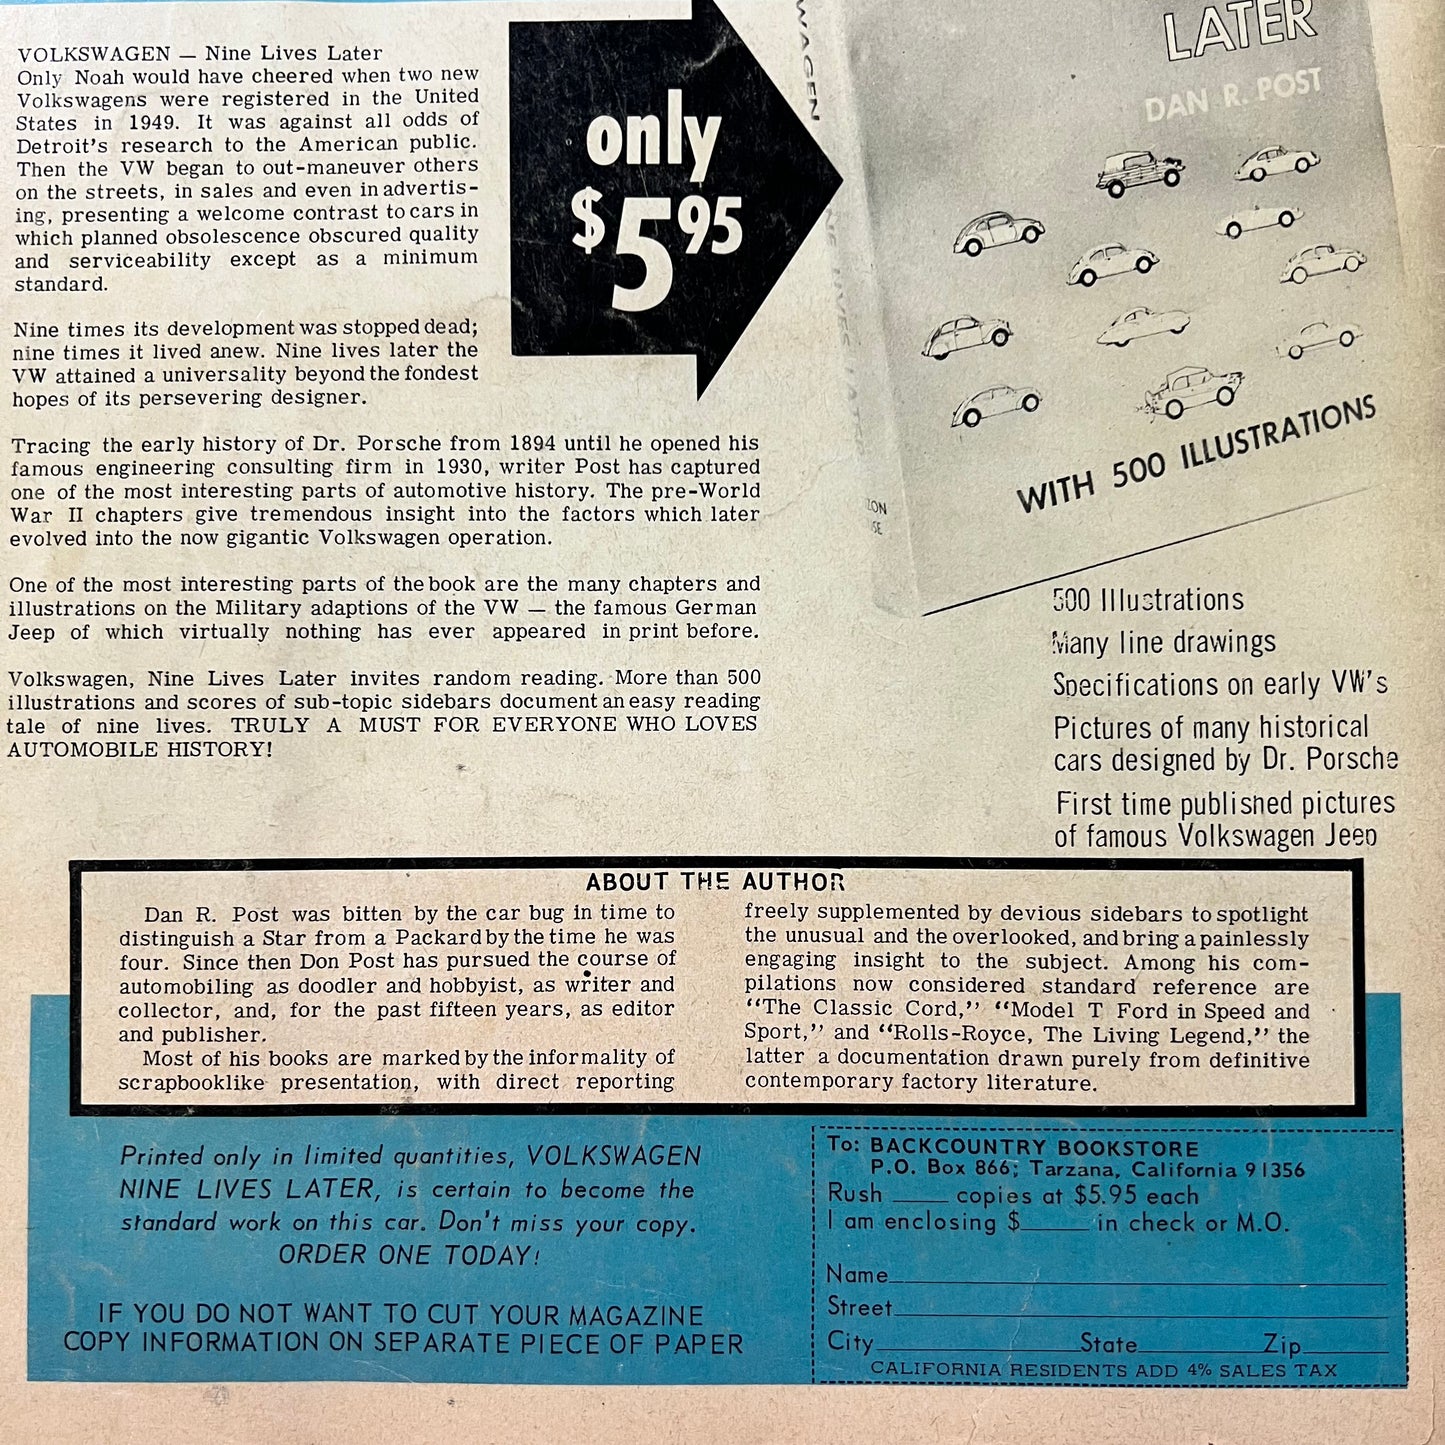 VOLKSWAGEN — Nine Lives Later
Only Noah would have cheered when two new
Volkswagens were registered in the United
States in 1949. It was against all odds of
Detroit's research to the American public.
Then the VW began to out-maneuver others
on the streets, in sales and even in advertis-
ing, presenting a welcome contrast to cars in
which planned obsolescence obscured quality
and serviceability except as a minimum
standard.
Nine times its development was stopped dead;
nine times it lived anew. Nine lives later the
VW attained a universality beyond the fondest
hopes of its persevering designer.
only
$5.95
WAGEN
LATER
DAN R. POST
WITH 500 ILLUSTRATIONS
Tracing the early history of Dr. Porsche from 1894 until he opened his
famous engineering consulting firm in 1930, writer Post has captured
one of the most interesting parts of automotive history. The pre-World
War II chapters give tremendous insight into the factors which later
evolved into the now gigantic Volkswagen operation.
One of the most interesting parts of the book are the many chapters and
illustrations on the Military adaptions of the VW — the famous German
Jeep of which virtually nothing has ever appeared in print before.
Volkswagen, Nine Lives Later invites random reading. More than 500
illustrations and scores of sub-topic sidebars document an easy reading
tale of nine lives. TRULY A MUST FOR EVERYONE WHO LOVES
AUTOMOBILE HISTORY!
500 Illustrations
Many line drawings
Specifications on early VW's
Pictures of many historical
cars designed by Dr. Porsche
First time published pictures
of famous Volkswagen Jeep
ABOUT THE AUTHOR
Dan R. Post was bitten by the car bug in time to
distinguish a Star from a Packard by the time he was
four. Since then Don Post has pursued the course of
automobiling as doodler and hobbyist, as writer and
collector, and, for the past fifteen years, as editor
and publisher.
Most of his books are marked by the informality of
scrapbooklike presentation, with direct reporting
freely supplemented by devious sidebars to spotlight
the unusual and the overlooked, and bring a painlessly
engaging insight to the subject. Among his com-
pilations now considered standard reference are
"The Classic Cord," "Model T Ford in Speed and
Sport," and "Rolls-Royce, The Living Legend," the
latter a documentation drawn purely from definitive
contemporary factory literature.
Printed only in limited quantities, VOLKSWAGEN
NINE LIVES LATER, is certain to become the
standard work on this car. Don't miss your copy.
ORDER ONE TODAY!
IF YOU DO NOT WANT TO CUT YOUR MAGAZINE
COPY INFORMATION ON SEPARATE PIECE OF PAPER
To: BACKCOUNTRY BOOKSTORE
P.O. Box 866; Tarzana, California 91356
Rush ____ copies at $5.95 each
I am enclosing $____ in check or M.O.
Name
Street
City State Zip
CALIFORNIA RESIDENTS ADD 4% SALES TAX